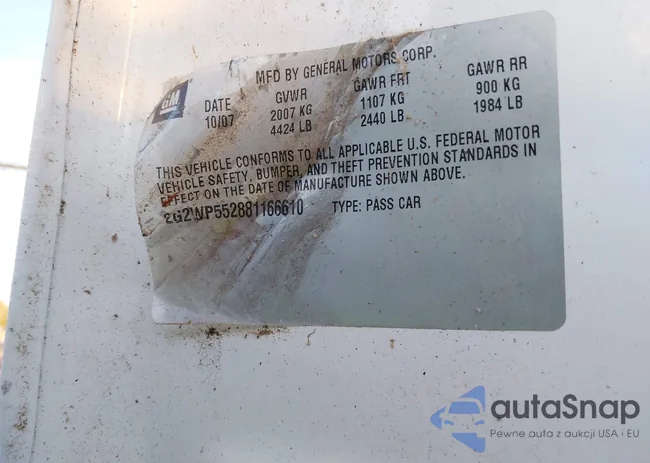 GM
MFD BY GENERAL MOTORS CORP.
DATE GVWR GAWR FRT GAWR RR
10/07 2007 KG 1107 KG 900 KG
4424 LB 2440 LB 1984 LB
THIS VEHICLE CONFORMS TO ALL APPLICABLE U.S. FEDERAL MOTOR
VEHICLE SAFETY, BUMPER, AND THEFT PREVENTION STANDARDS IN
EFFECT ON THE DATE OF MANUFACTURE SHOWN ABOVE.
2G2WP552881166610 TYPE: PASS CAR
autaSnap
Pewne auta z aukcji USA i EU